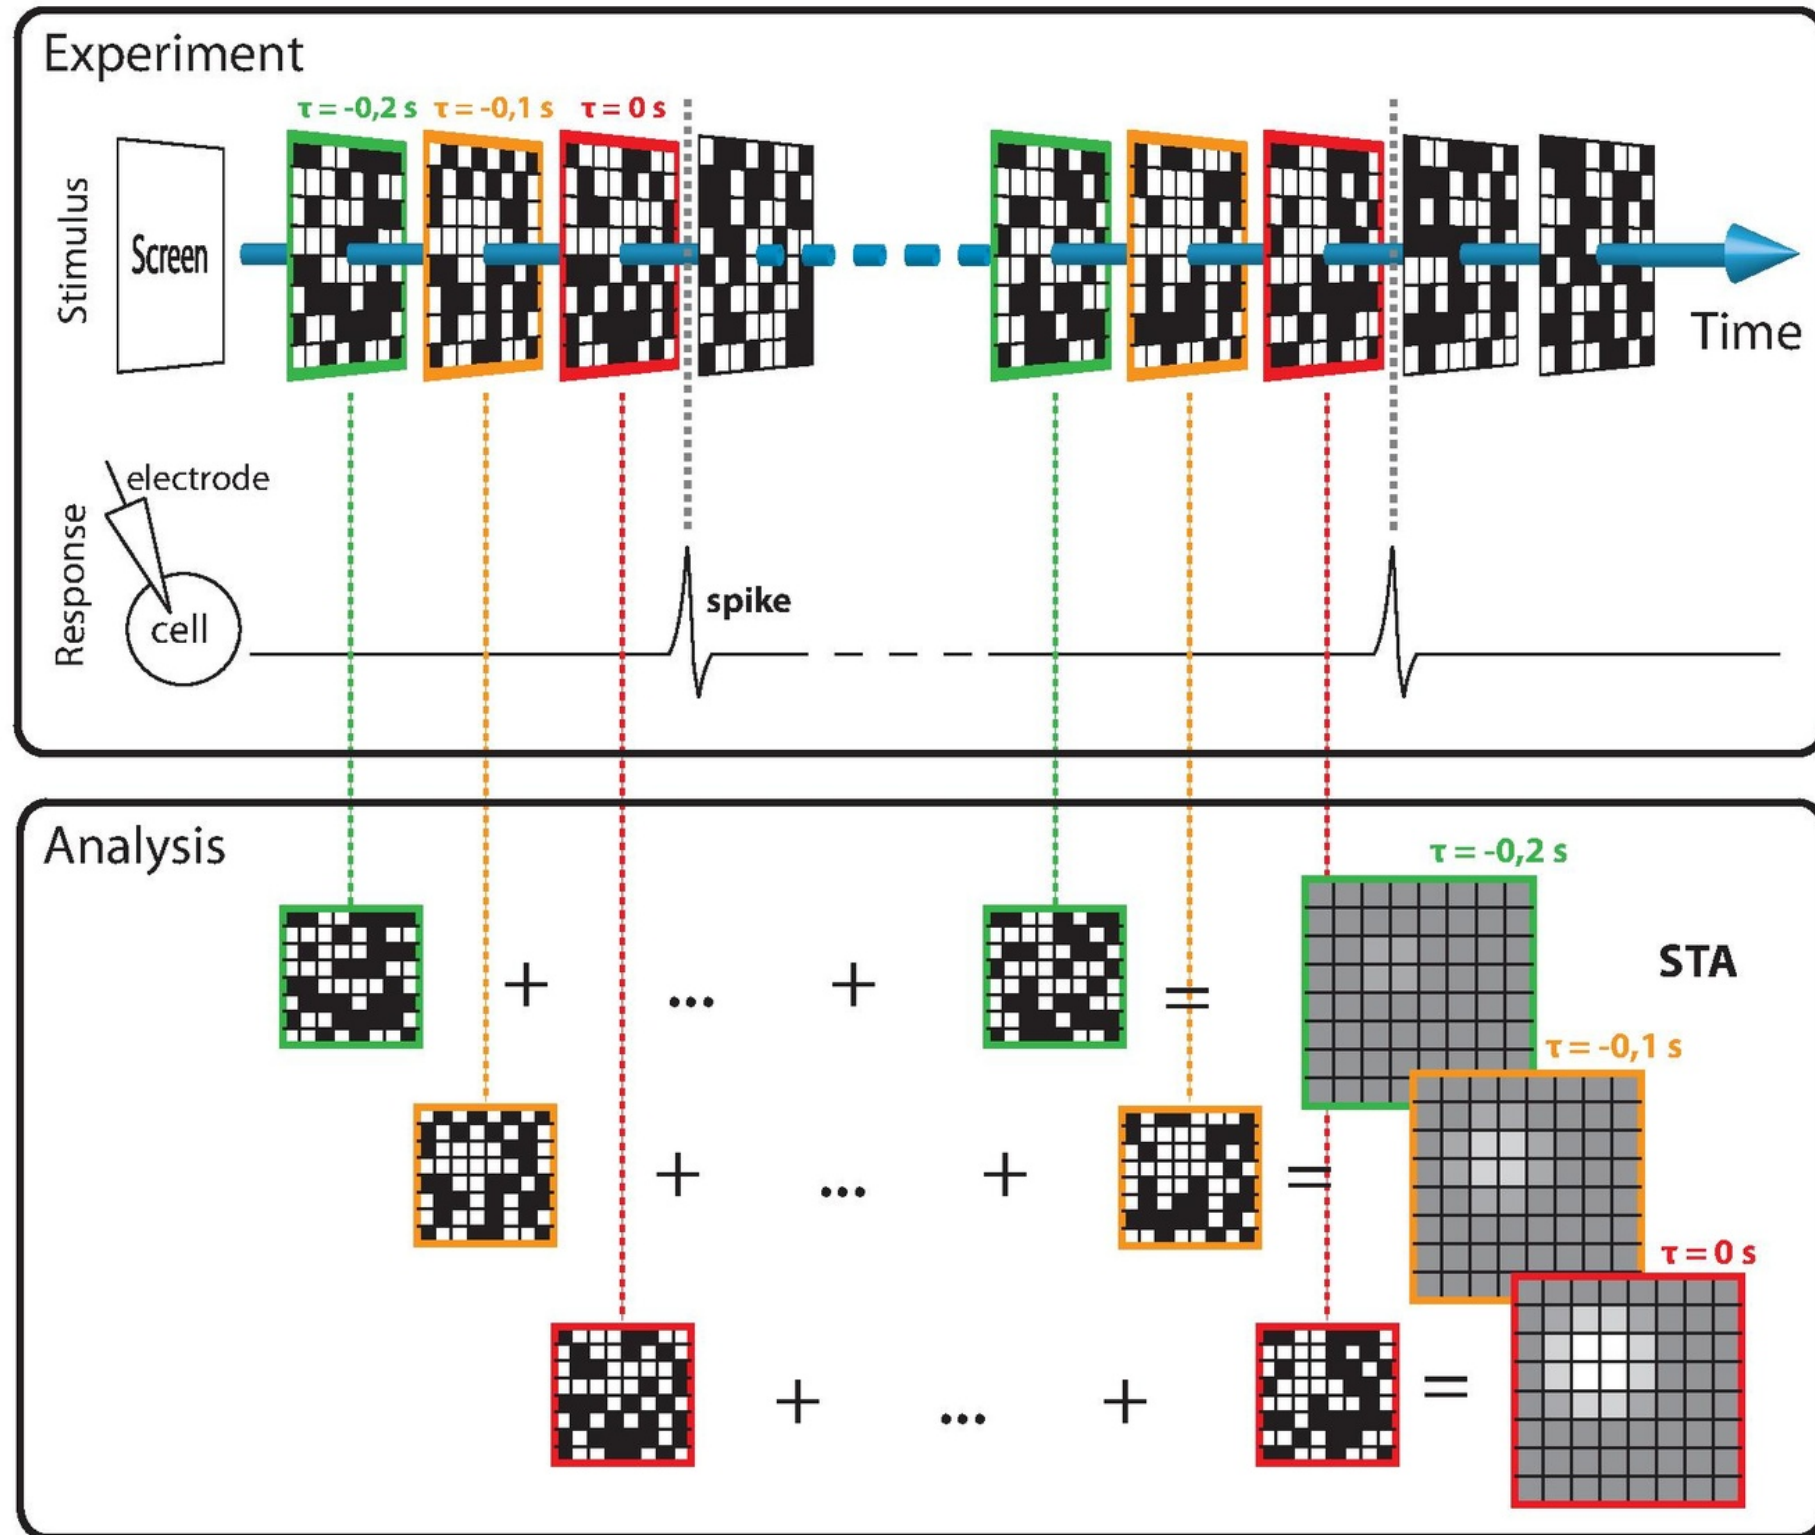 Experiment
τ = -0,2 s τ = -0,1 s τ = 0 s
Stimulus
Screen
Time
Response
electrode
cell
spike
Analysis
τ = -0,2 s
+ ... + =
STA
τ = -0,1 s
+ ... + =
τ = 0 s
+ ... + =